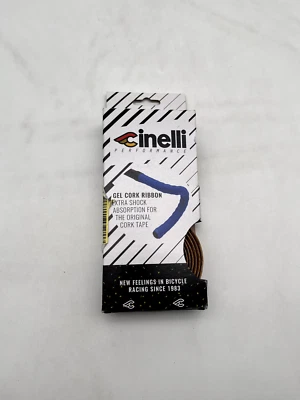 Cinelli
PERFORMANCE
GEL CORK RIBBON
EXTRA SHOCK
ABSORPTION FOR
THE ORIGINAL
CORK TAPE
NEW FEELINGS IN BICYCLE
RACING SINCE 1983